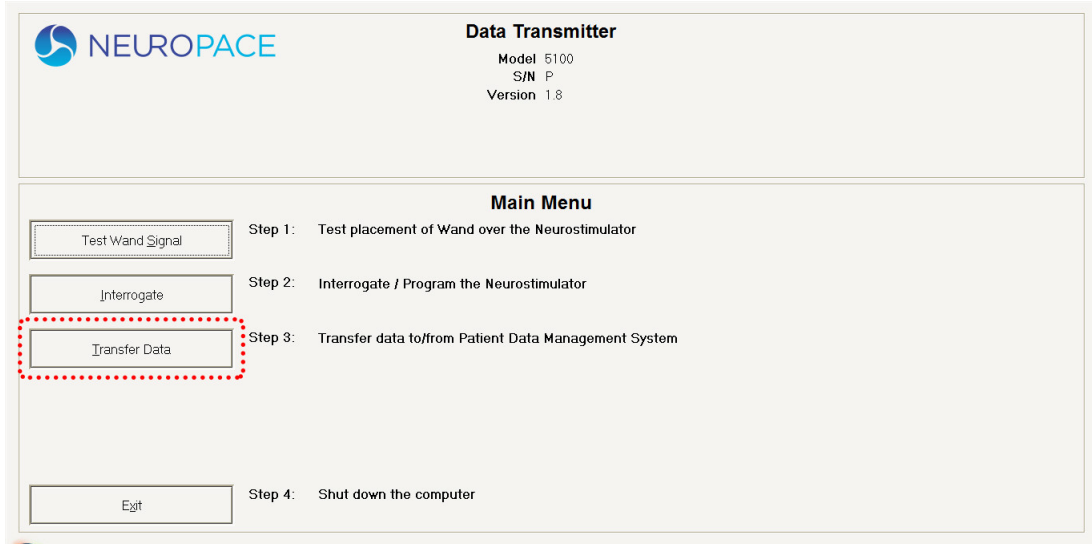 NEUROPACE
Data Transmitter
Model 5100
S/N P
Version 1.8
Main Menu
Test Wand Signal Step 1: Test placement of Wand over the Neurostimulator
Interrogate Step 2: Interrogate / Program the Neurostimulator
Transfer Data Step 3: Transfer data to/from Patient Data Management System
Exit Step 4: Shut down the computer